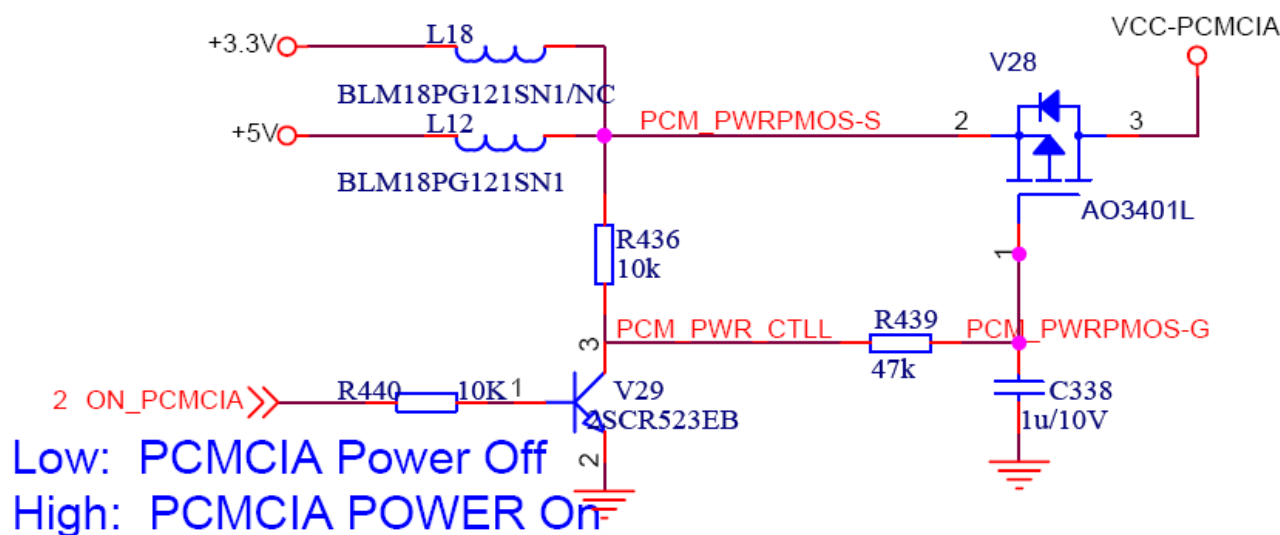 VCC-PCMCIA
+3.3V
L18
V28
BLM18PG121SN1/NC
+5V
L12
PCM_PWRPMOS-S
2
3
BLM18PG121SN1
AO3401L
R436
10k
1
PCM_PWR_CTLL
R439
PCM_PWRPMOS-G
47k
3
2 ON_PCMCIA
R440
10K
1
V29
2SCR523EB
C338
1u/10V
2
Low: PCMCIA Power Off
High: PCMCIA POWER On